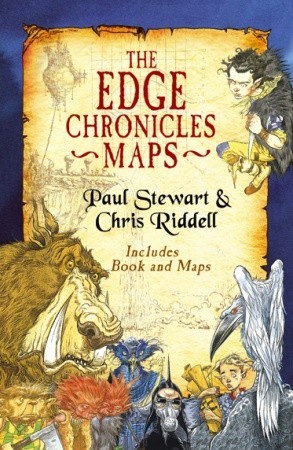 THE
EDGE
CHRONICLES
~MAPS~
Paul Stewart &
Chris Riddell
Includes
Book and Maps